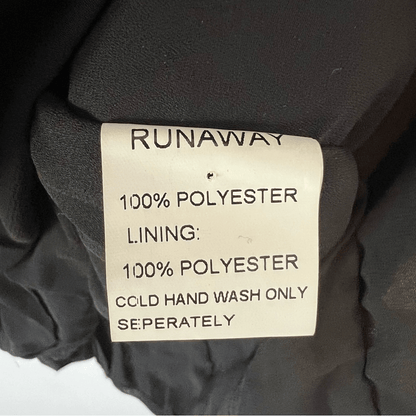 RUNAWAY
100% POLYESTER
LINING:
100% POLYESTER
COLD HAND WASH ONLY
SEPERATELY